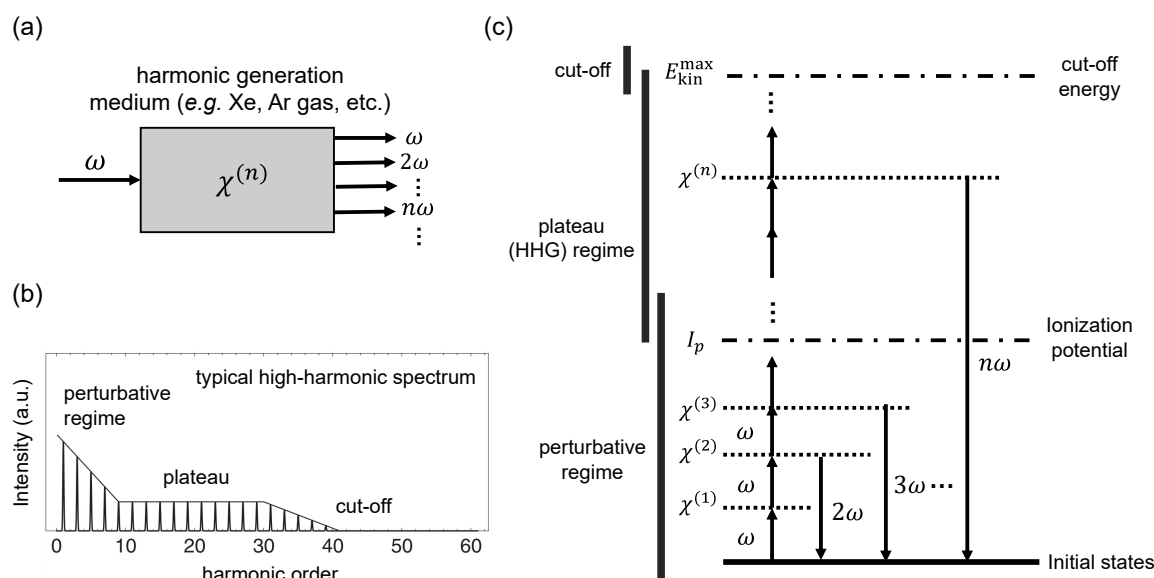 (a)
harmonic generation
medium (e.g. Xe, Ar gas, etc.)
ω
χ⁽ⁿ⁾
ω
2ω
⋮
nω
⋮
(b)
Intensity (a.u.)
typical high-harmonic spectrum
perturbative
regime
plateau
cut-off
0 10 20 30 40 50 60
harmonic order
(c)
cut-off
E_kin^max
cut-off
energy
⋮
χ⁽ⁿ⁾
plateau
(HHG) regime
⋮
I_p
Ionization
potential
nω
χ⁽³⁾
ω
χ⁽²⁾
perturbative
regime
ω
3ω ⋯
χ⁽¹⁾
2ω
ω
Initial states